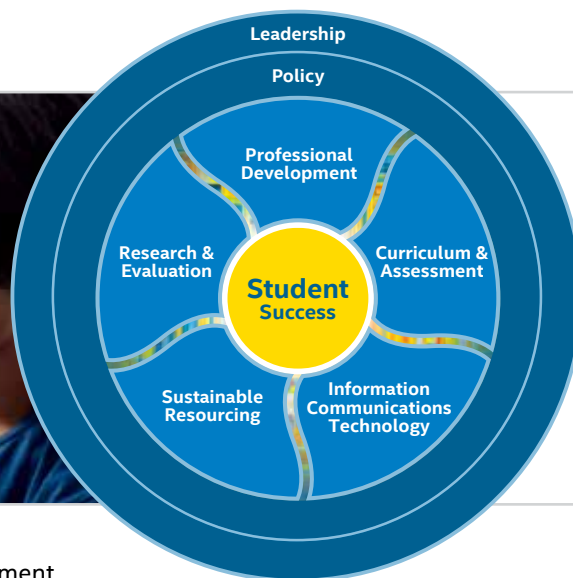 Leadership
Policy
Professional
Development
Research &
Evaluation
Curriculum &
Assessment
Student
Success
Sustainable
Resourcing
Information
Communications
Technology